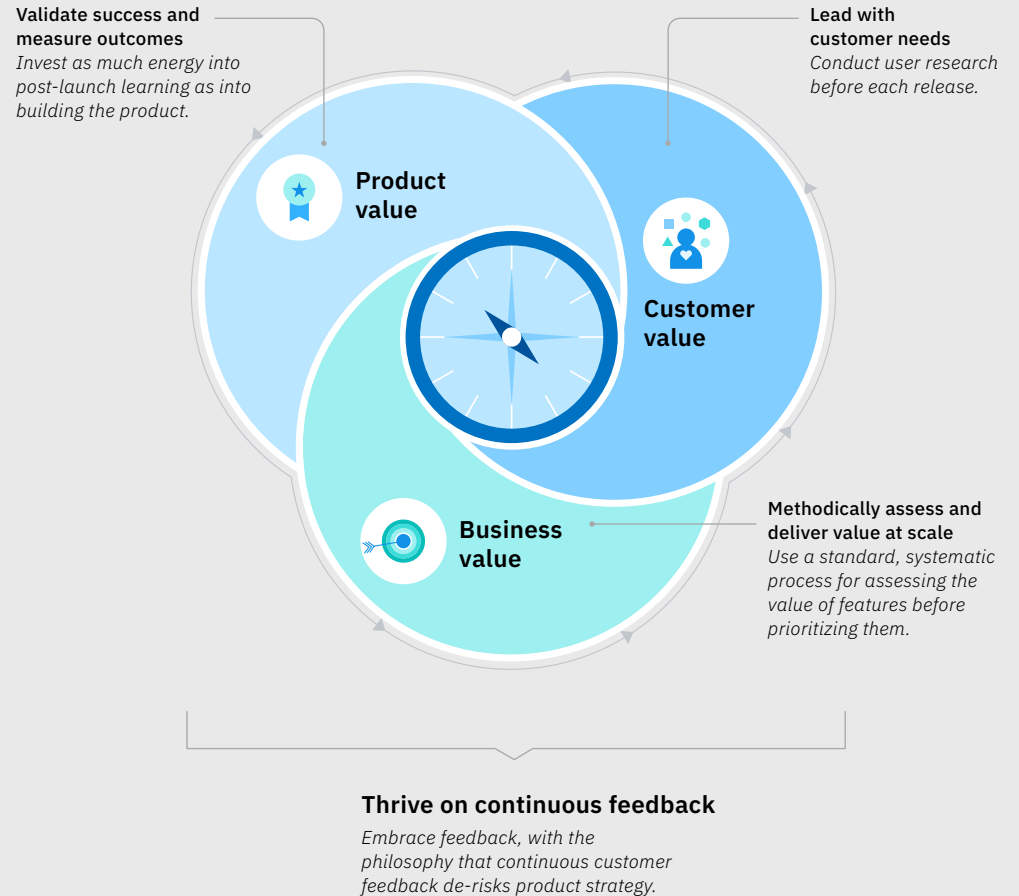 Validate success and
measure outcomes
Invest as much energy into
post-launch learning as into
building the product.
Lead with
customer needs
Conduct user research
before each release.
Product
value
Customer
value
Business
value
Methodically assess and
deliver value at scale
Use a standard, systematic
process for assessing the
value of features before
prioritizing them.
Thrive on continuous feedback
Embrace feedback, with the
philosophy that continuous customer
feedback de-risks product strategy.